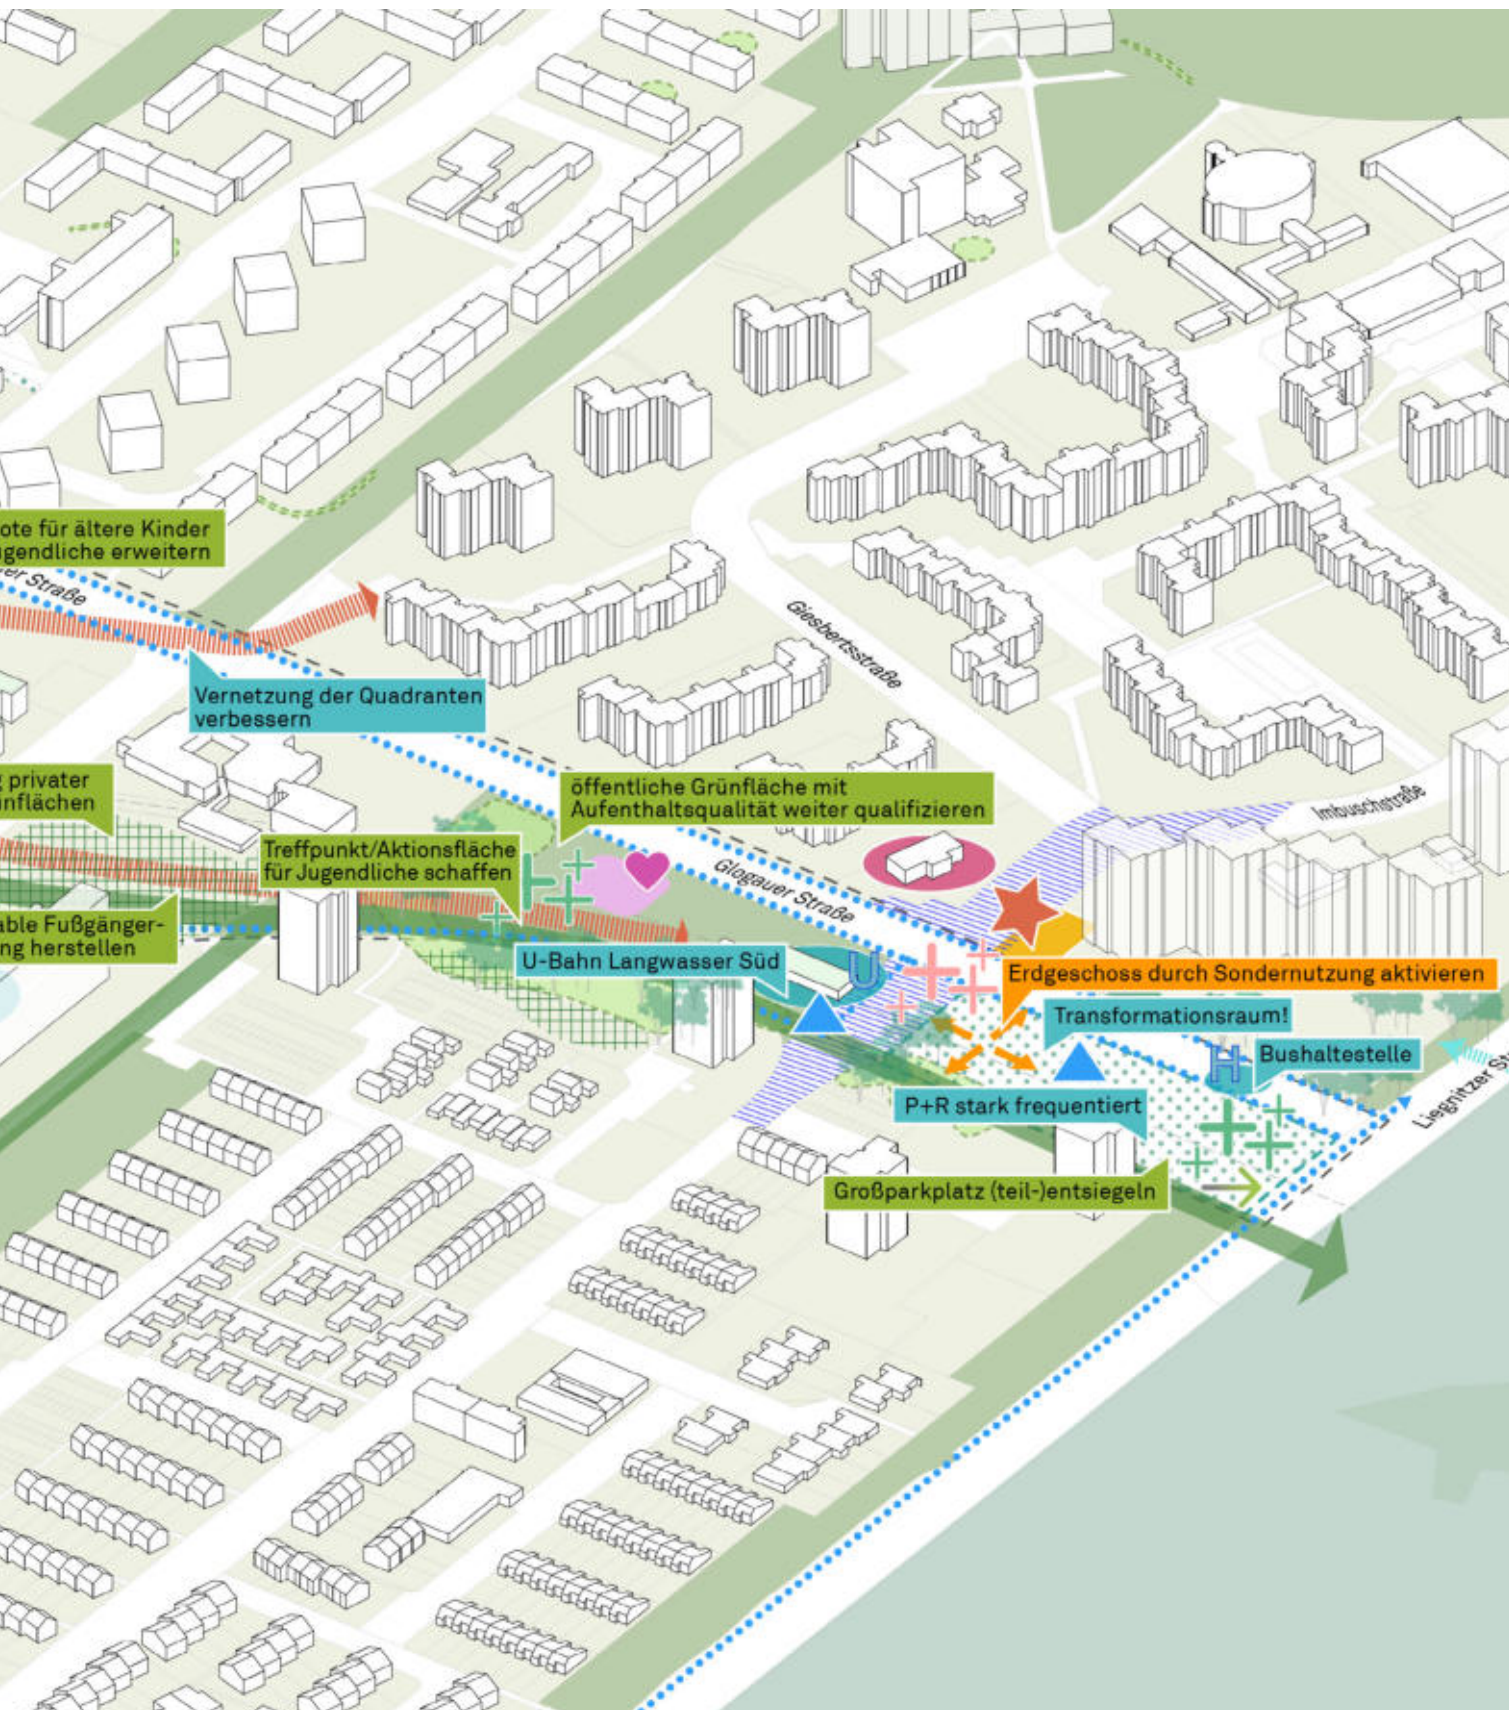 ote für ältere Kinder
ugendliche erweitern
er Straße
Vernetzung der Quadranten
verbessern
Giesbertsstraße
g privater
ünflächen
öffentliche Grünfläche mit
Aufenthaltsqualität weiter qualifizieren
Imbuschstraße
Treffpunkt/Aktionsfläche
für Jugendliche schaffen
Glogauer Straße
able Fußgänger-
ng herstellen
U-Bahn Langwasser Süd
U
Erdgeschoss durch Sondernutzung aktivieren
Transformationsraum!
H
Bushaltestelle
Liegnitzer St
P+R stark frequentiert
Großparkplatz (teil-)entsiegeln